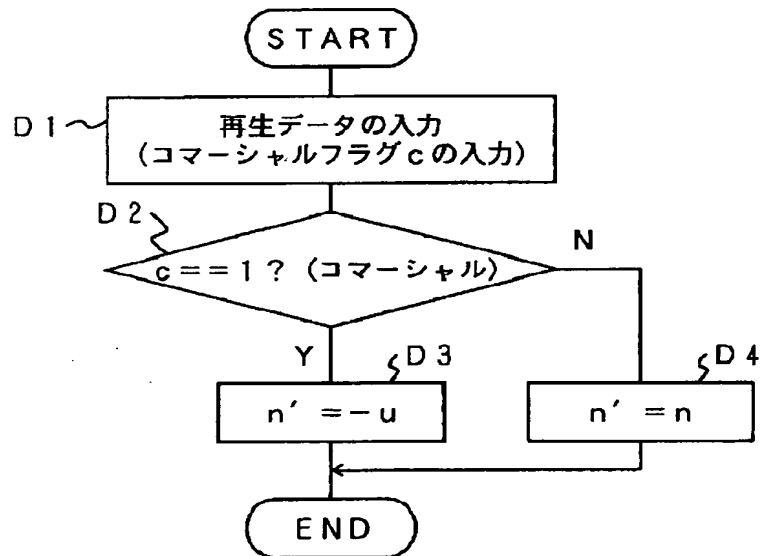 START
D1
再生データの入力
(コマーシャルフラグcの入力)
D2
c==1? (コマーシャル)
N
Y
D3
D4
n'=-u
n'=n
END